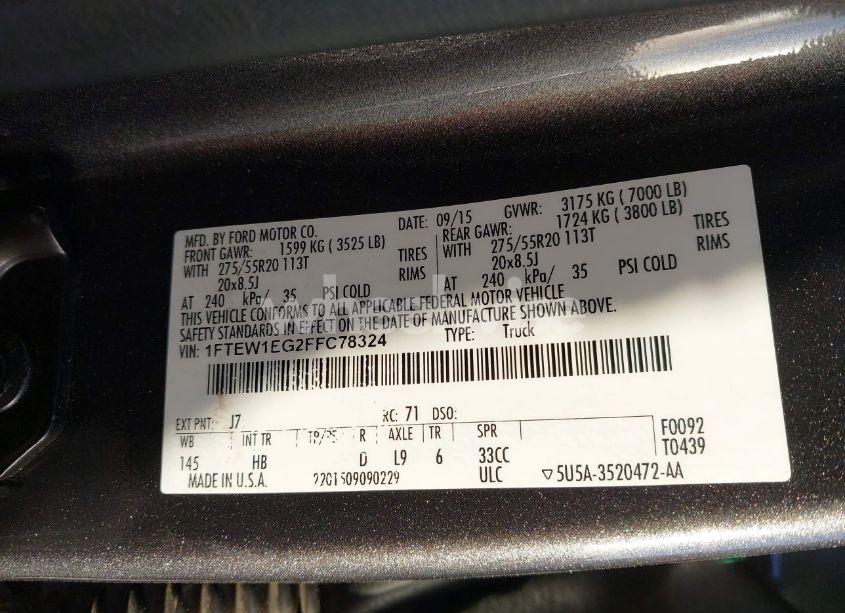 MFD. BY FORD MOTOR CO. DATE: 09/15 GVWR: 3175 KG ( 7000 LB)
FRONT GAWR: 1599 KG ( 3525 LB) REAR GAWR: 1724 KG ( 3800 LB)
WITH 275/55R20 113T TIRES WITH 275/55R20 113T TIRES
20x8.5J RIMS 20x8.5J RIMS
AT 240 kPa/ 35 PSI COLD AT 240 kPa/ 35 PSI COLD
THIS VEHICLE CONFORMS TO ALL APPLICABLE FEDERAL MOTOR VEHICLE
SAFETY STANDARDS IN EFFECT ON THE DATE OF MANUFACTURE SHOWN ABOVE.
VIN: 1FTEW1EG2FFC78324 TYPE: Truck
EXT PNT: J7 RC: 71 DSO:
WB INT TR TP/PS R AXLE TR SPR F0092
145 HB D L9 6 33CC T0439
MADE IN U.S.A. 2201509090229 ULC ▽5U5A-3520472-AA